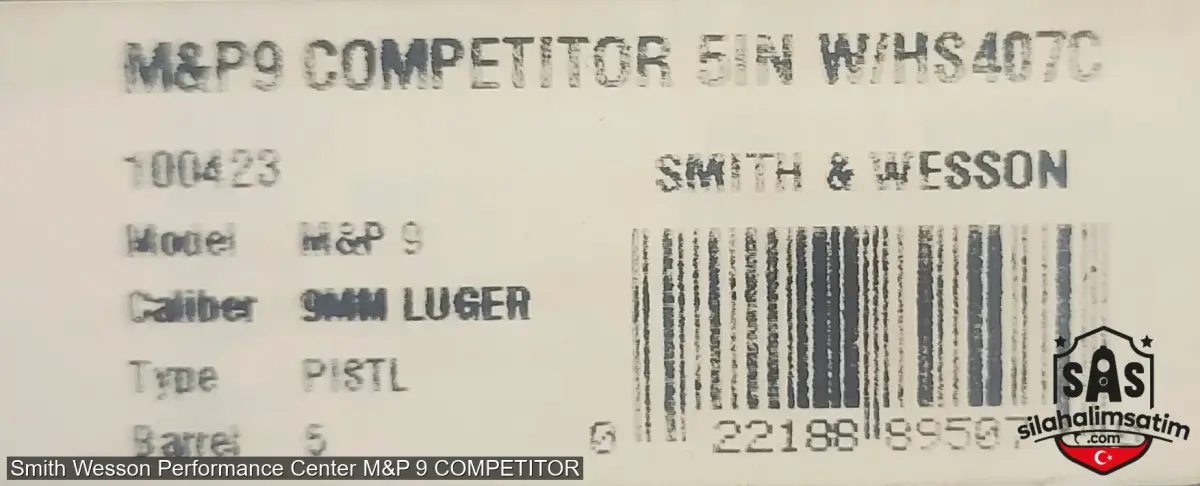 M&P9 COMPETITOR 5IN W/HS407C
100423
SMITH & WESSON
Model M&P 9
Caliber 9MM LUGER
Type PISTL
Barrel 5
0 22188 89507
SAS
silahalimsatim
.com
Smith Wesson Performance Center M&P 9 COMPETITOR